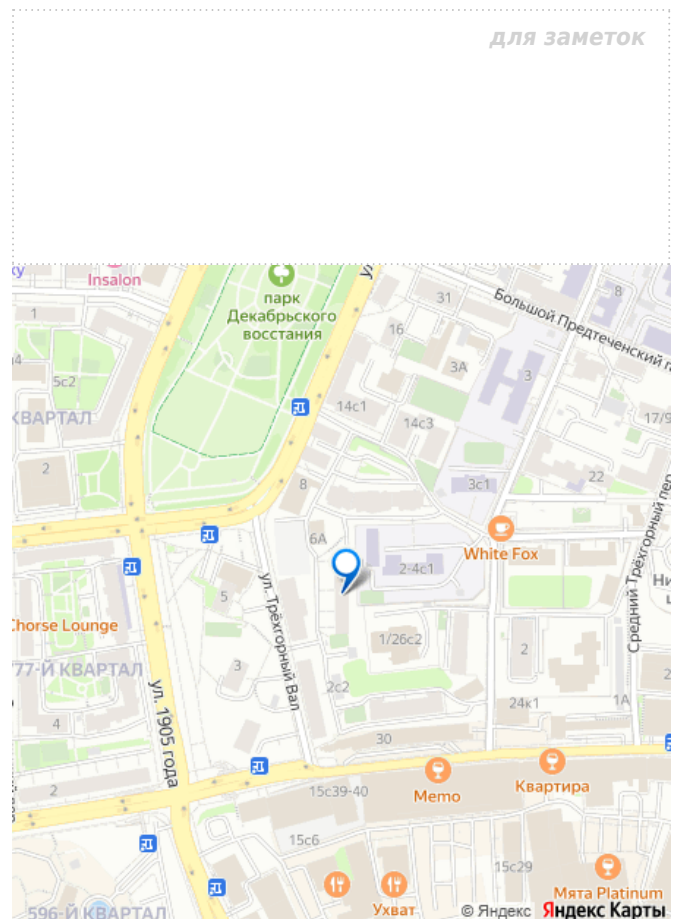 для заметок
Insalon
парк
Декабрьского
восстания
31
8
Большой Предтеченский п
1
16
3А
3
5с2
14с1
14с3
17/9
КВАРТАЛ
2
8
3с1
22
Средний Трёхгорный пер.
6А
White Fox
2-4с1
ул. Трёхгорный Вал
5
Chorse Lounge
1/26с2
2
3
77-Й КВАРТАЛ
2с2
ул. 1905 года
24к1
1А
4
30
2
15с39-40
Memo
Квартира
15с6
15с29
Ухват
Мята Platinum
596-Й КВАРТАЛ
© Яндекс Яндекс Карты